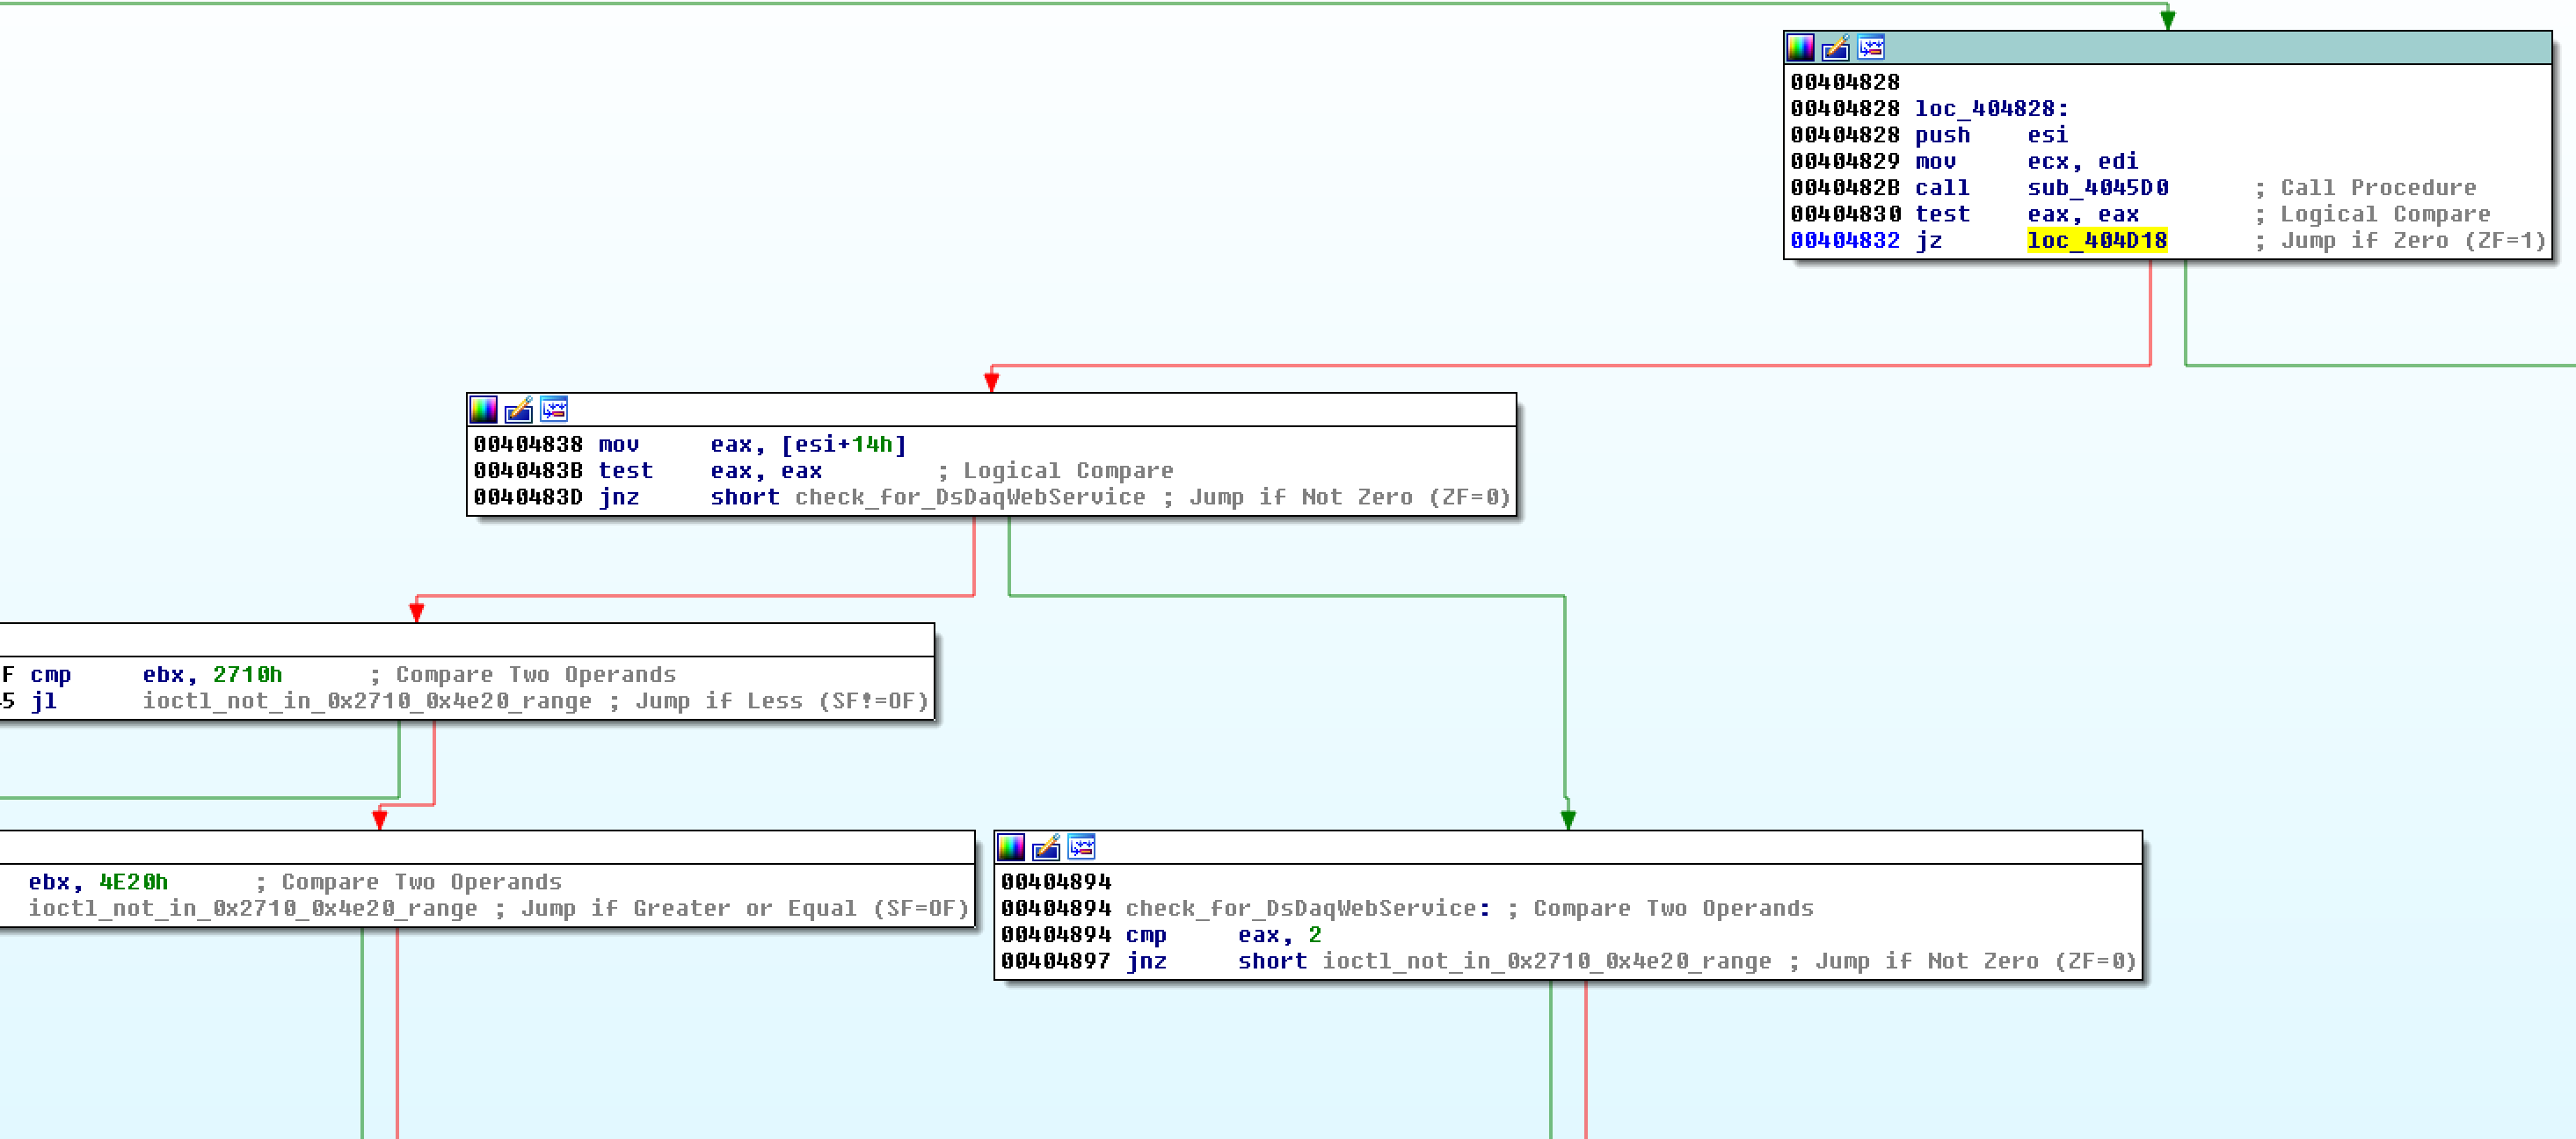 00404828
00404828 loc_404828:
00404828 push    esi
00404829 mov     ecx, edi
0040482B call    sub_4045D0      ; Call Procedure
00404830 test    eax, eax        ; Logical Compare
00404832 jz      loc_404D18      ; Jump if Zero (ZF=1)
00404838 mov     eax, [esi+14h]
0040483B test    eax, eax        ; Logical Compare
0040483D jnz     short check_for_DsDaqWebService ; Jump if Not Zero (ZF=0)
F cmp     ebx, 2710h      ; Compare Two Operands
5 jl      ioctl_not_in_0x2710_0x4e20_range ; Jump if Less (SF!=OF)
ebx, 4E20h      ; Compare Two Operands
ioctl_not_in_0x2710_0x4e20_range ; Jump if Greater or Equal (SF=OF)
00404894
00404894 check_for_DsDaqWebService: ; Compare Two Operands
00404894 cmp     eax, 2
00404897 jnz     short ioctl_not_in_0x2710_0x4e20_range ; Jump if Not Zero (ZF=0)